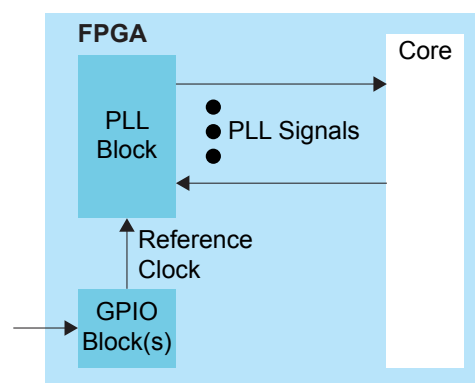 FPGA
Core
PLL
Block
PLL Signals
Reference
Clock
GPIO
Block(s)